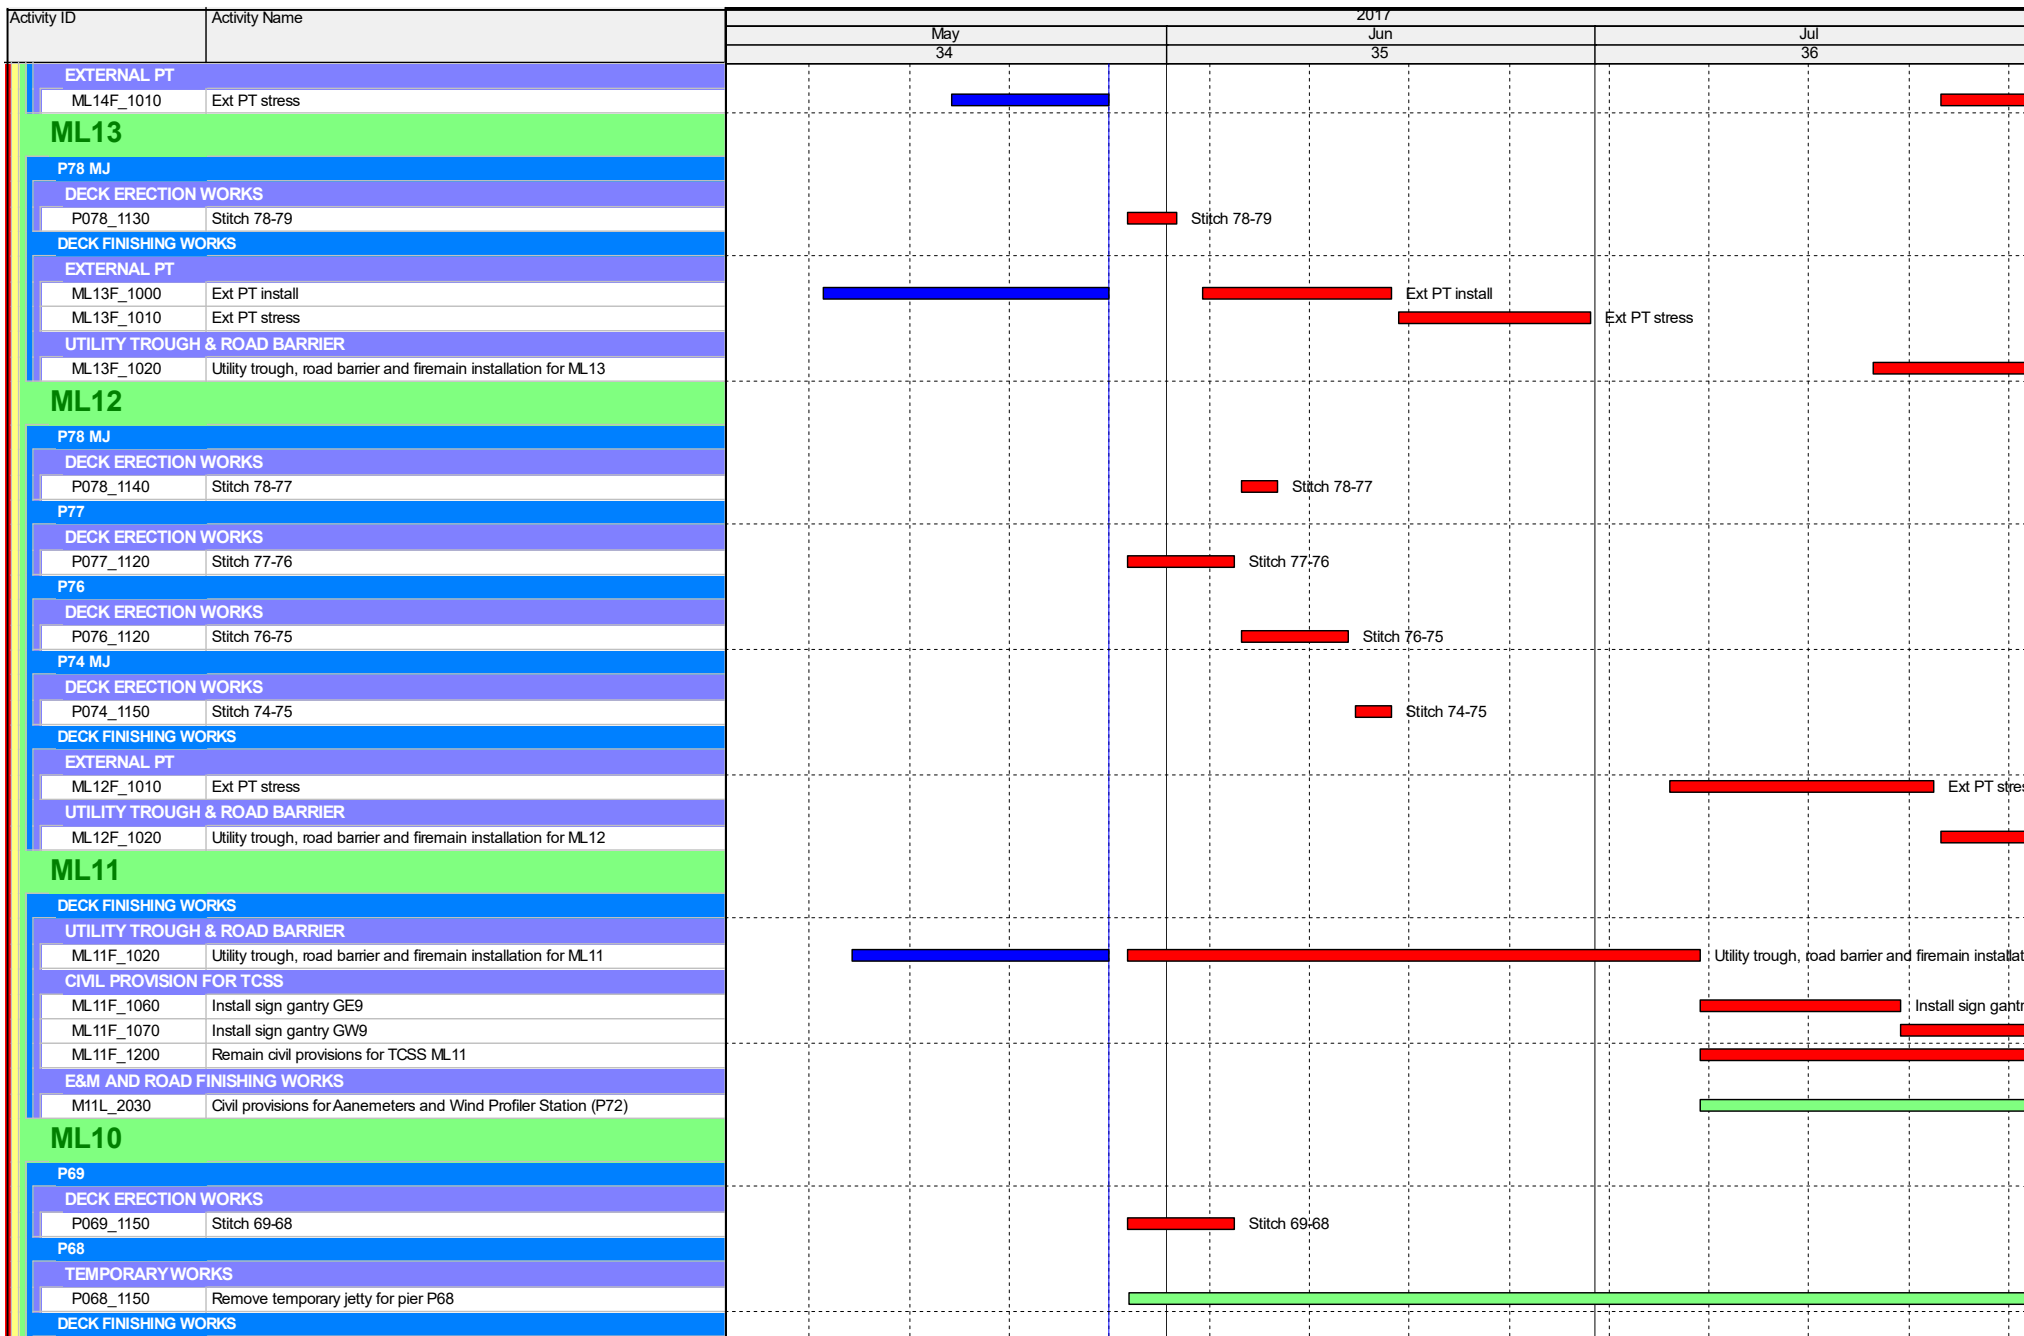 Activity ID Activity Name 2017
May Jun Jul
34 35 36
EXTERNAL PT
ML14F_1010 Ext PT stress
ML13
P78 MJ
DECK ERECTION WORKS
P078_1130 Stitch 78-79 Stitch 78-79
DECK FINISHING WORKS
EXTERNAL PT
ML13F_1000 Ext PT install Ext PT install
ML13F_1010 Ext PT stress Ext PT stress
UTILITY TROUGH & ROAD BARRIER
ML13F_1020 Utility trough, road barrier and firemain installation for ML13
ML12
P78 MJ
DECK ERECTION WORKS
P078_1140 Stitch 78-77 Stitch 78-77
P77
DECK ERECTION WORKS
P077_1120 Stitch 77-76 Stitch 77-76
P76
DECK ERECTION WORKS
P076_1120 Stitch 76-75 Stitch 76-75
P74 MJ
DECK ERECTION WORKS
P074_1150 Stitch 74-75 Stitch 74-75
DECK FINISHING WORKS
EXTERNAL PT
ML12F_1010 Ext PT stress Ext PT stres
UTILITY TROUGH & ROAD BARRIER
ML12F_1020 Utility trough, road barrier and firemain installation for ML12
ML11
DECK FINISHING WORKS
UTILITY TROUGH & ROAD BARRIER
ML11F_1020 Utility trough, road barrier and firemain installation for ML11 Utility trough, road barrier and firemain installat
CIVIL PROVISION FOR TCSS
ML11F_1060 Install sign gantry GE9 Install sign gantr
ML11F_1070 Install sign gantry GW9
ML11F_1200 Remain civil provisions for TCSS ML11
E&M AND ROAD FINISHING WORKS
M11L_2030 Civil provisions for Aanemeters and Wind Profiler Station (P72)
ML10
P69
DECK ERECTION WORKS
P069_1150 Stitch 69-68 Stitch 69-68
P68
TEMPORARY WORKS
P068_1150 Remove temporary jetty for pier P68
DECK FINISHING WORKS